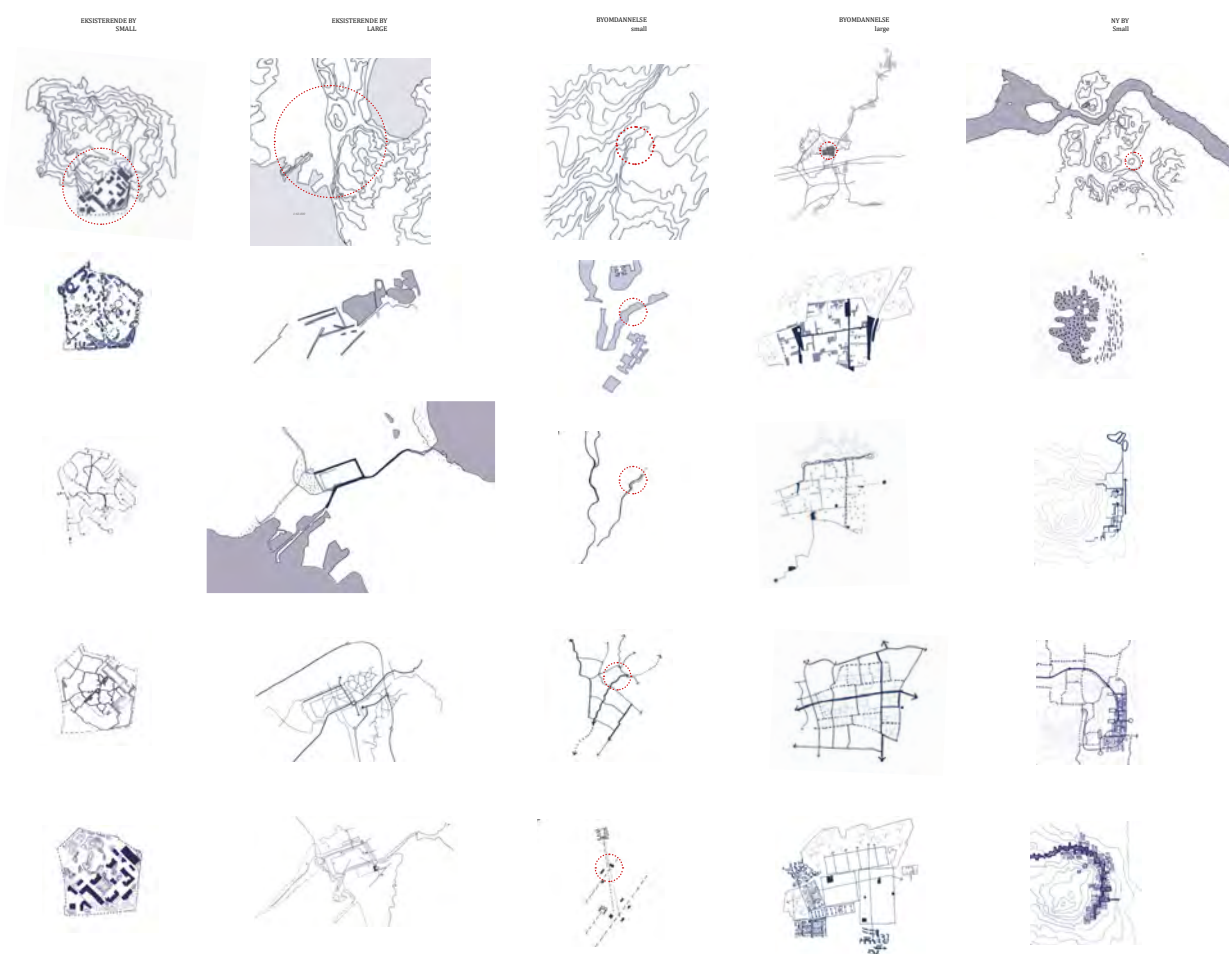 EKSISTERENDE BY
SMALL
EKSISTERENDE BY
LARGE
BYOMDANNELSE
small
BYOMDANNELSE
large
NY BY
Small